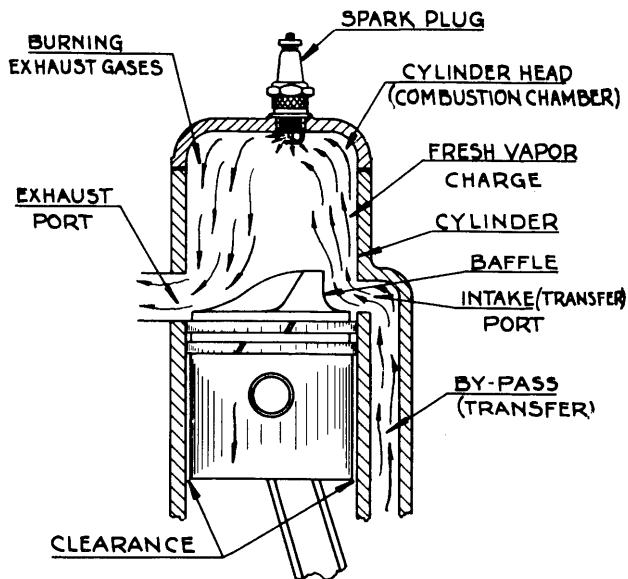 SPARK PLUG
BURNING
EXHAUST GASES
CYLINDER HEAD
(COMBUSTION CHAMBER)
FRESH VAPOR
CHARGE
EXHAUST
PORT
CYLINDER
BAFFLE
INTAKE (TRANSFER)
PORT
BY-PASS
(TRANSFER)
CLEARANCE